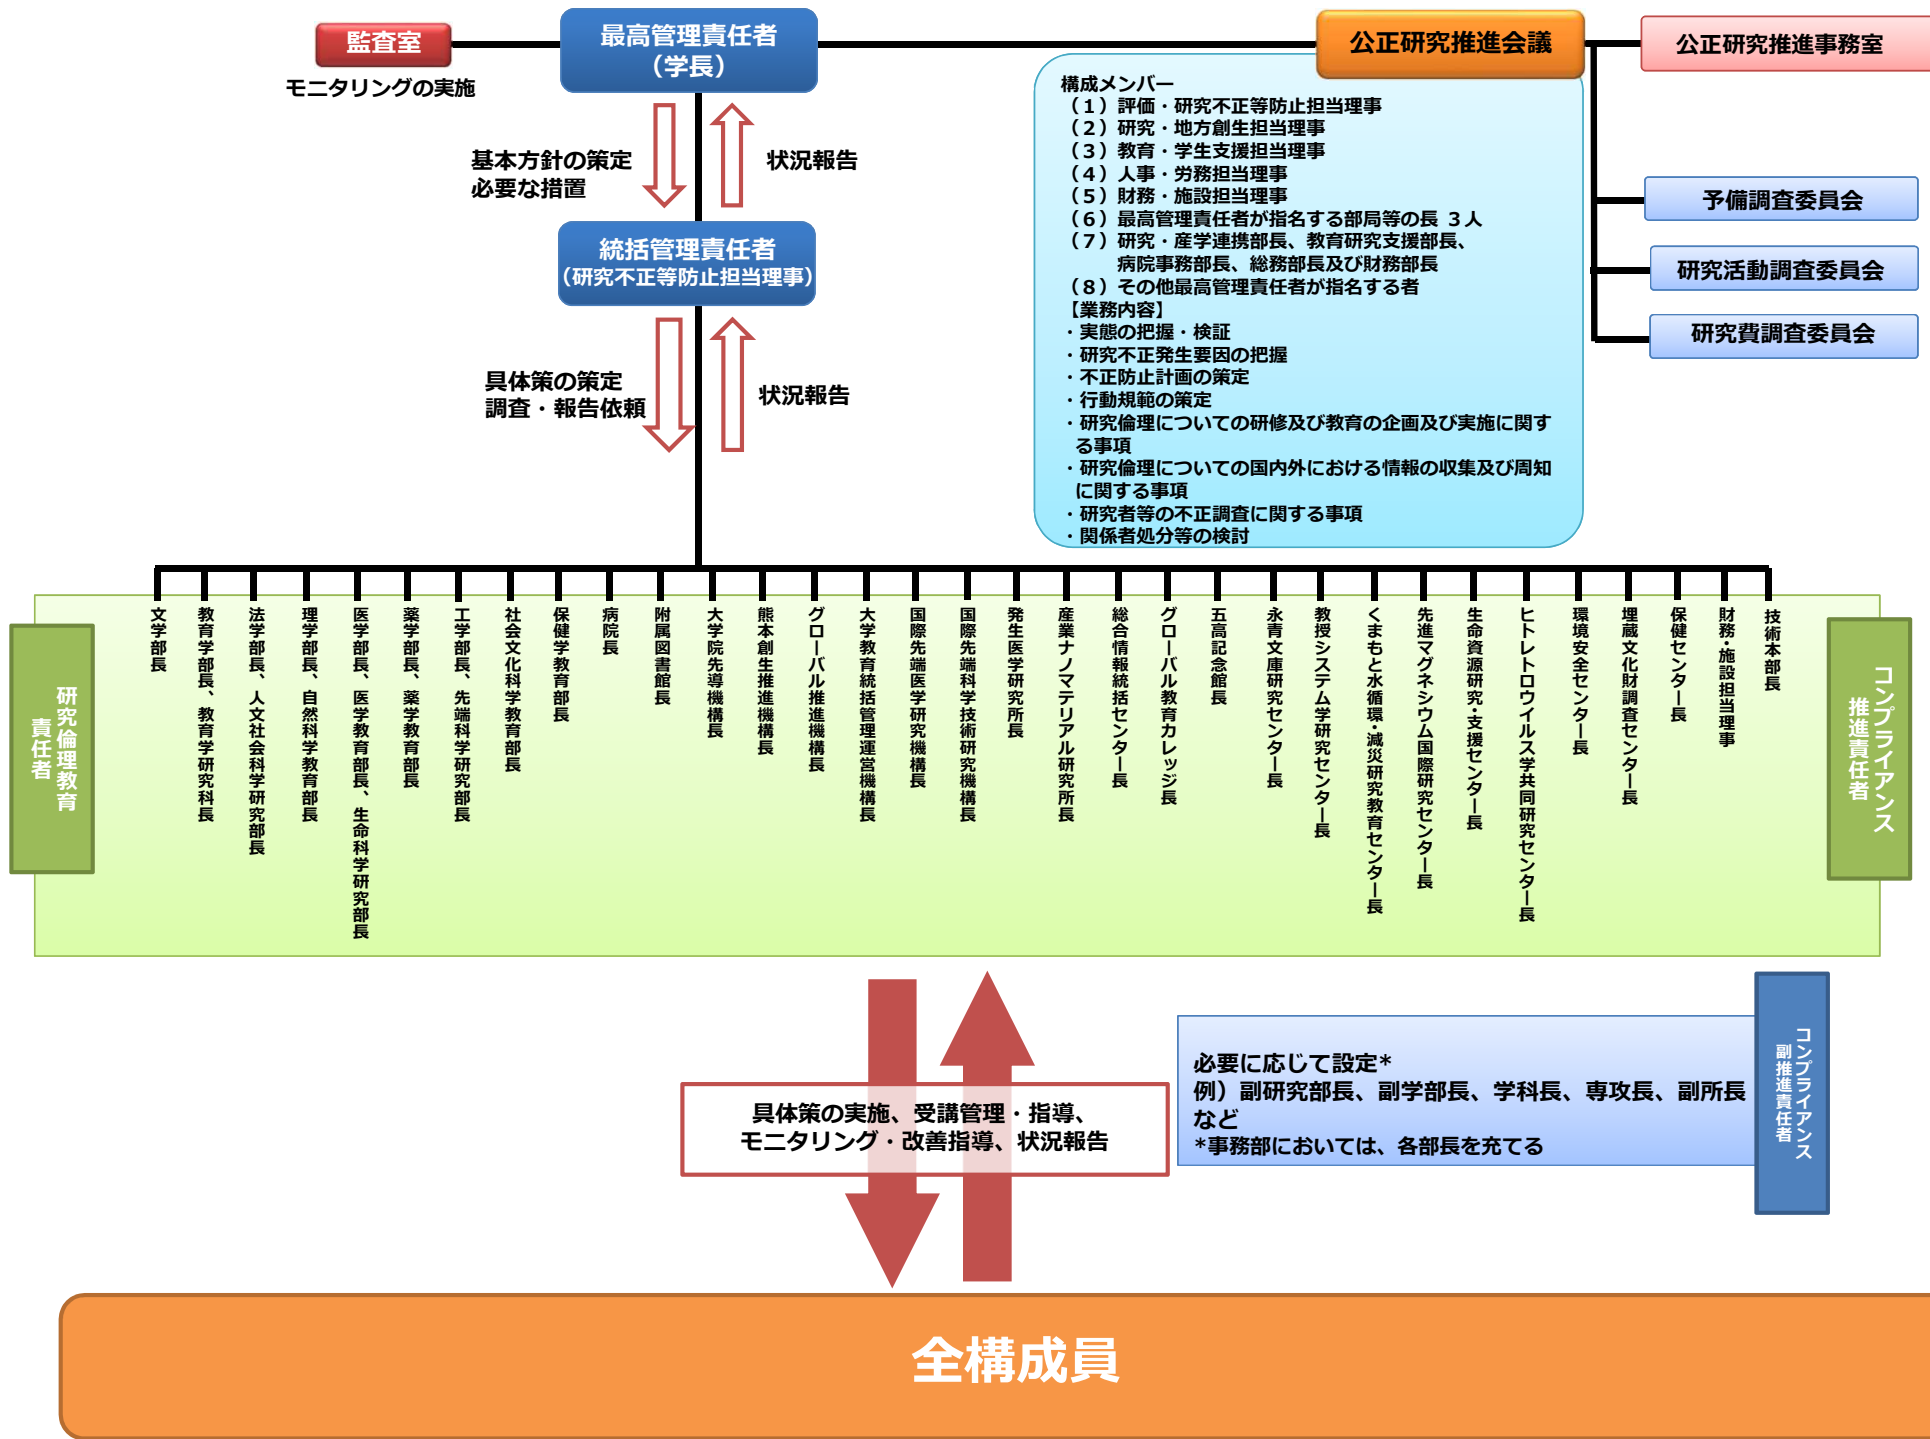 監査室
モニタリングの実施
最高管理責任者
（学長）
公正研究推進会議
公正研究推進事務室
構成メンバー
（１）評価・研究不正等防止担当理事
（２）研究・地方創生担当理事
（３）教育・学生支援担当理事
（４）人事・労務担当理事
（５）財務・施設担当理事
（６）最高管理責任者が指名する部局等の長 ３人
（７）研究・産学連携部長、教育研究支援部長、
病院事務部長、総務部長及び財務部長
（８）その他最高管理責任者が指名する者
【業務内容】
・実態の把握・検証
・研究不正発生要因の把握
・不正防止計画の策定
・行動規範の策定
・研究倫理についての研修及び教育の企画及び実施に関す
る事項
・研究倫理についての国内外における情報の収集及び周知
に関する事項
・研究者等の不正調査に関する事項
・関係者処分等の検討
予備調査委員会
研究活動調査委員会
研究費調査委員会
基本方針の策定
必要な措置
状況報告
統括管理責任者
（研究不正等防止担当理事）
具体策の策定
調査・報告依頼
状況報告
研究倫理教育
責任者
文学部長
教育学部長、教育学研究科長
法学部長、人文社会科学研究部長
理学部長、自然科学教育部長
医学部長、医学教育部長、生命科学研究部長
薬学部長、薬学教育部長
工学部長、先端科学研究部長
社会文化科学教育部長
保健学教育部長
病院長
附属図書館長
大学院先導機構長
熊本創生推進機構長
グローバル推進機構長
大学教育統括管理運営機構長
国際先端医学研究機構長
国際先端科学技術研究機構長
発生医学研究所長
産業ナノマテリアル研究所長
総合情報統括センター長
グローバル教育カレッジ長
五高記念館長
永青文庫研究センター長
教授システム学研究センター長
くまもと水循環・減災研究教育センター長
先進マグネシウム国際研究センター長
生命資源研究・支援センター長
ヒトレトロウイルス学共同研究センター長
環境安全センター長
埋蔵文化財調査センター長
保健センター長
財務・施設担当理事
技術本部長
コンプライアンス
推進責任者
具体策の実施、受講管理・指導、
モニタリング・改善指導、状況報告
必要に応じて設定*
例）副研究部長、副学部長、学科長、専攻長、副所長
など
*事務部においては、各部長を充てる
コンプライアンス
副推進責任者
全構成員